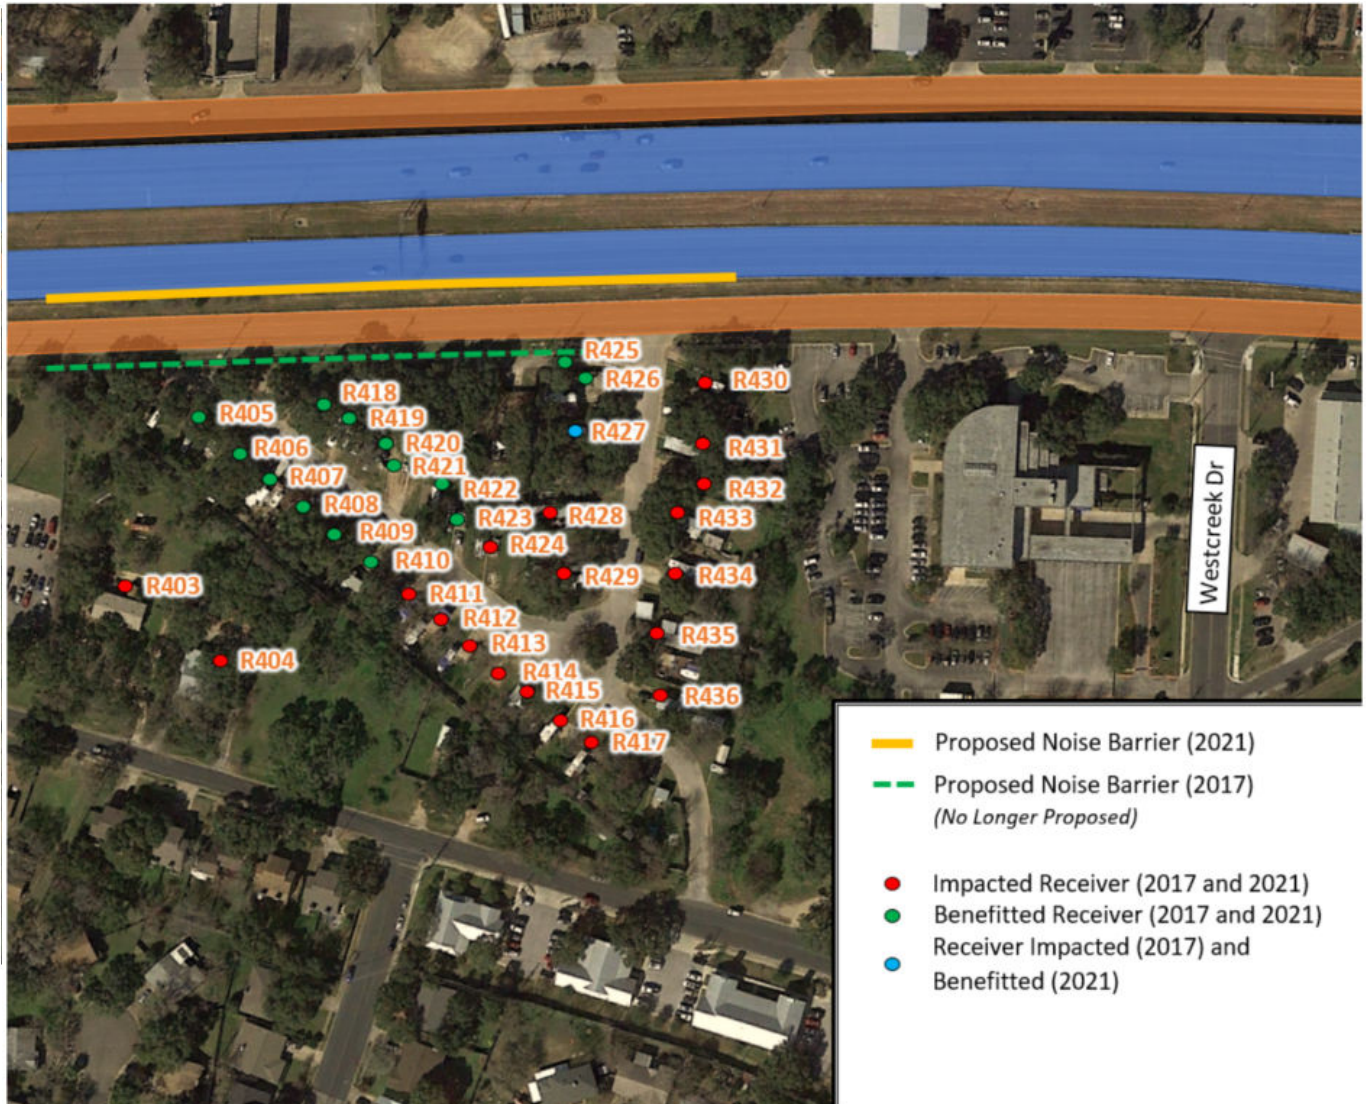 R425
R426
R430
R418
R405
R419
R427
R420
R431
R406
R421
R407
R422
R432
R408
R423
R428
R433
R409
R424
R410
R429
R434
R403
R411
R412
R435
R413
R404
R414
R415
R436
R416
R417
Westcreek Dr
Proposed Noise Barrier (2021)
Proposed Noise Barrier (2017)
(No Longer Proposed)
Impacted Receiver (2017 and 2021)
Benefitted Receiver (2017 and 2021)
Receiver Impacted (2017) and
Benefitted (2021)